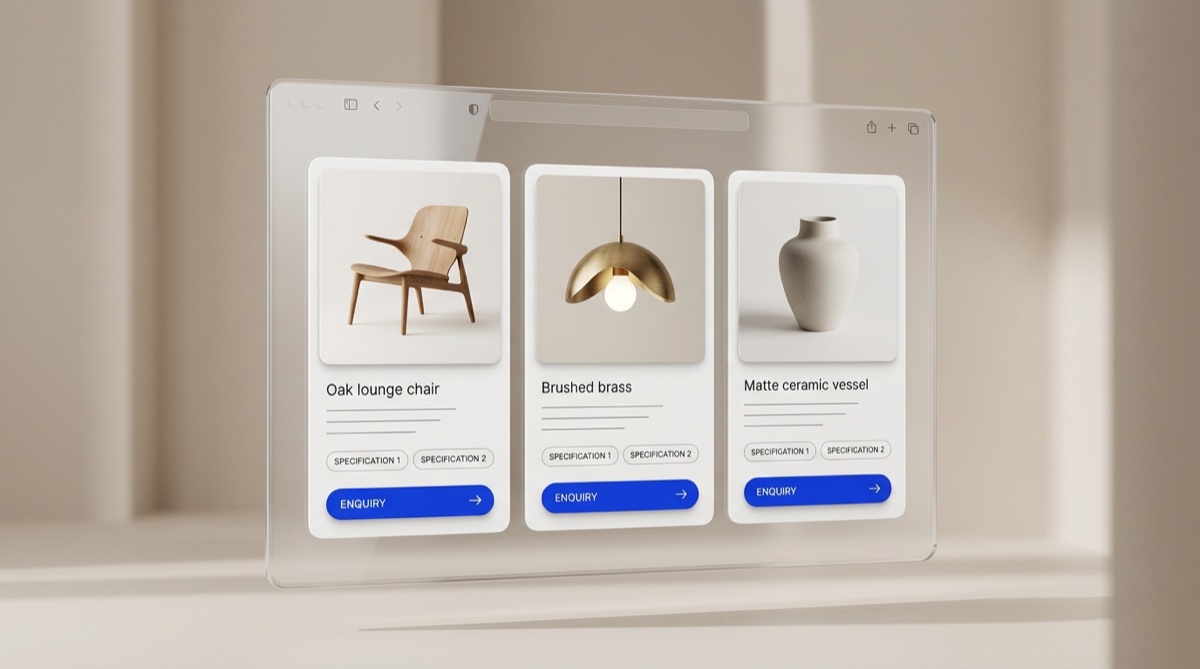 Oak lounge chair
SPECIFICATION 1
SPECIFICATION 2
ENQUIRY
Brushed brass
SPECIFICATION 1
SPECIFICATION 2
ENQUIRY
Matte ceramic vessel
SPECIFICATION 1
SPECIFICATION 2
ENQUIRY